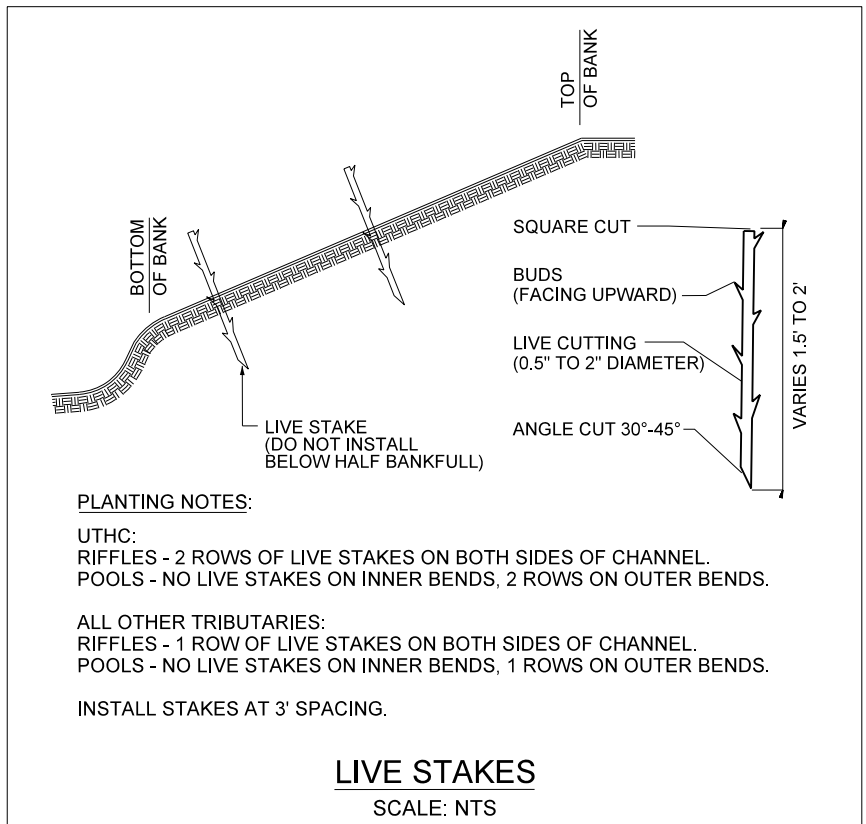 TOP
OF BANK
BOTTOM
OF BANK
SQUARE CUT
BUDS
(FACING UPWARD)
LIVE CUTTING
(0.5" TO 2" DIAMETER)
ANGLE CUT 30°-45°
VARIES 1.5' TO 2'
LIVE STAKE
(DO NOT INSTALL
BELOW HALF BANKFULL)
PLANTING NOTES:
UTHC:
RIFFLES - 2 ROWS OF LIVE STAKES ON BOTH SIDES OF CHANNEL.
POOLS - NO LIVE STAKES ON INNER BENDS, 2 ROWS ON OUTER BENDS.
ALL OTHER TRIBUTARIES:
RIFFLES - 1 ROW OF LIVE STAKES ON BOTH SIDES OF CHANNEL.
POOLS - NO LIVE STAKES ON INNER BENDS, 1 ROWS ON OUTER BENDS.
INSTALL STAKES AT 3' SPACING.
LIVE STAKES
SCALE: NTS